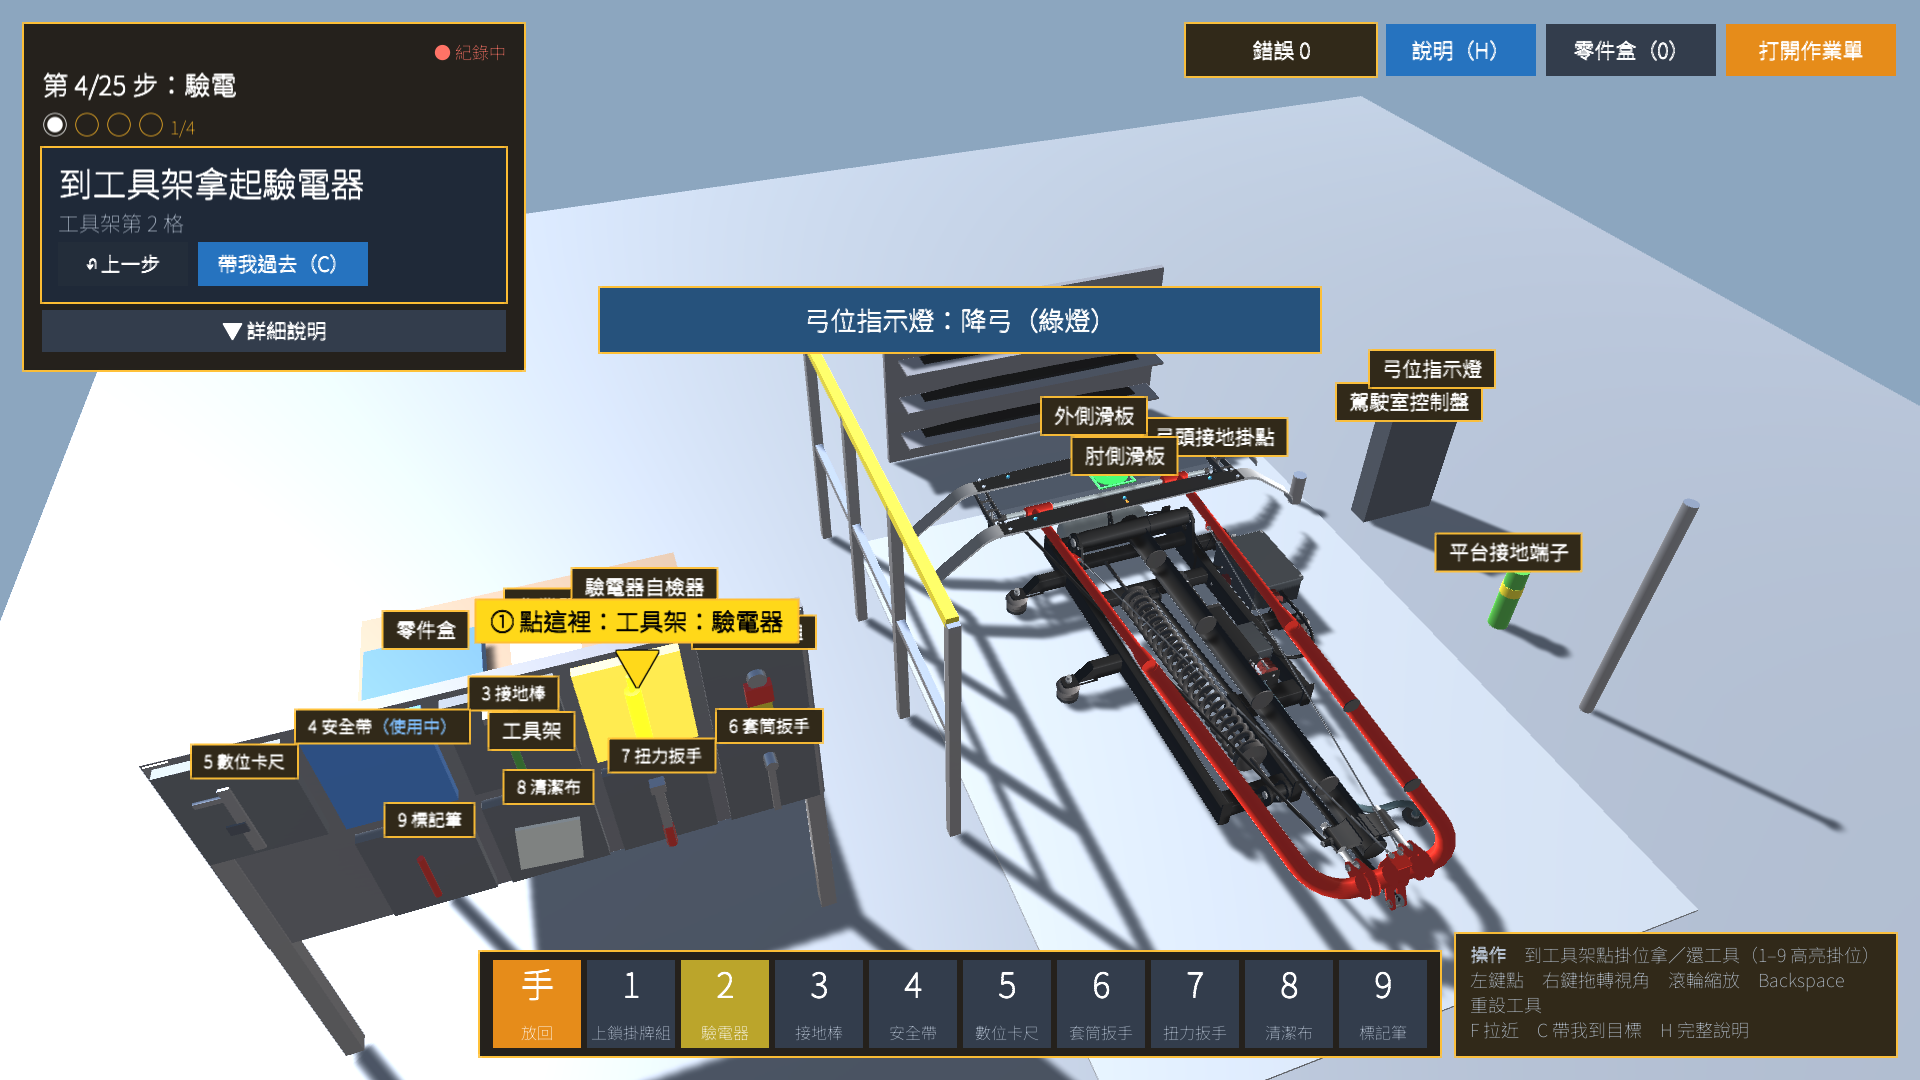 紀錄中
第 4/25 步：驗電
1/4
到工具架拿起驗電器
工具架第 2 格
↶ 上一步
帶我過去（C）
▼ 詳細說明
錯誤 0
說明（H）
零件盒（0）
打開作業單
弓位指示燈：降弓（綠燈）
弓位指示燈
駕駛室控制盤
外側滑板
弓頭接地掛點
肘側滑板
平台接地端子
驗電器自檢器
① 點這裡：工具架：驗電器
零件盒
3 接地棒
4 安全帶（使用中）
工具架
6 套筒扳手
7 扭力扳手
5 數位卡尺
8 清潔布
9 標記筆
手
放回
1
上鎖掛牌組
2
驗電器
3
接地棒
4
安全帶
5
數位卡尺
6
套筒扳手
7
扭力扳手
8
清潔布
9
標記筆
操作 到工具架點掛位拿／還工具（1–9 高亮掛位）
左鍵點 右鍵拖轉視角 滾輪縮放 Backspace
重設工具
F 拉近 C 帶我到目標 H 完整說明